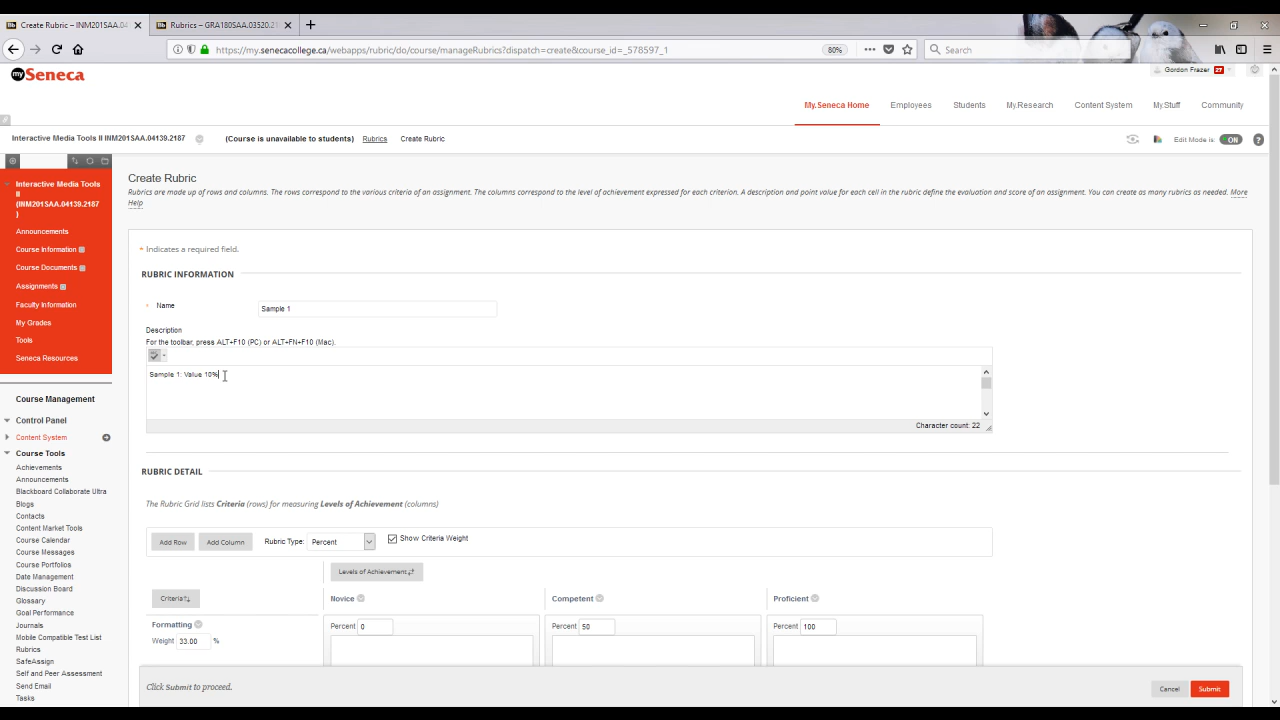 Create Rubric – INM201SAA.04
Rubrics – GRA180SAA.03520.21
https://my.senecacollege.ca/webapps/rubric/do/course/manageRubrics?dispatch=create&course_id=_578597_1
80%
Search
mySeneca
Gordon Frazer 27
My.Seneca Home
Employees
Students
My.Research
Content System
My.Stuff
Community
Interactive Media Tools II INM201SAA.04139.2187
(Course is unavailable to students)
Rubrics
Create Rubric
Edit Mode is: ON
?
Interactive Media Tools
II
(INM201SAA.04139.2187
)
Announcements
Course Information
Course Documents
Assignments
Faculty Information
My Grades
Tools
Seneca Resources
Course Management
Control Panel
Content System
Course Tools
Achievements
Announcements
Blackboard Collaborate Ultra
Blogs
Contacts
Content Market Tools
Course Calendar
Course Messages
Course Portfolios
Date Management
Discussion Board
Glossary
Goal Performance
Journals
Mobile Compatible Test List
Rubrics
SafeAssign
Self and Peer Assessment
Send Email
Tasks
Create Rubric
Rubrics are made up of rows and columns. The rows correspond to the various criteria of an assignment. The columns correspond to the level of achievement expressed for each criterion. A description and point value for each cell in the rubric define the evaluation and score of an assignment. You can create as many rubrics as needed. More
Help
* Indicates a required field.
RUBRIC INFORMATION
Name
Sample 1
Description
For the toolbar, press ALT+F10 (PC) or ALT+FN+F10 (Mac).
Sample 1: Value 10%
Character count: 22
RUBRIC DETAIL
The Rubric Grid lists Criteria (rows) for measuring Levels of Achievement (columns)
Add Row
Add Column
Rubric Type: Percent
Show Criteria Weight
Levels of Achievement
Criteria
Novice
Competent
Proficient
Formatting
Weight 33.00 %
Percent 0
Percent 50
Percent 100
Click Submit to proceed.
Cancel
Submit